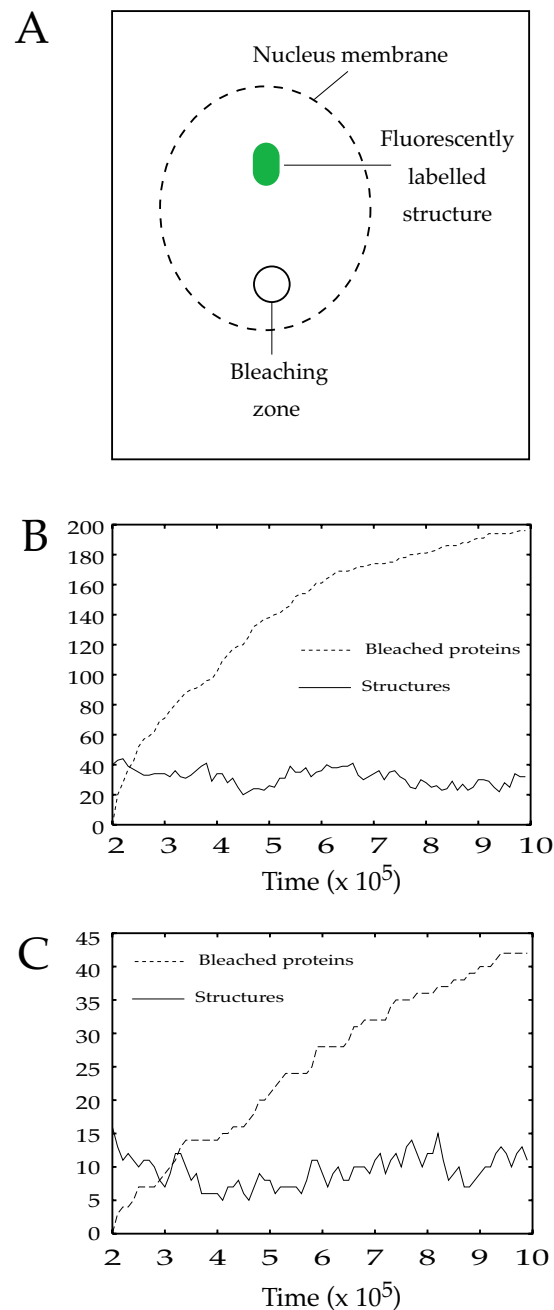 A
Nucleus membrane
Fluorescently
labelled
structure
Bleaching
zone
B
200
180
160
140
120
100
80
60
40
20
0
Bleached proteins
Structures
2 3 4 5 6 7 8 9 10
Time (x 10⁵)
C
45
40
35
30
25
20
15
10
5
0
Bleached proteins
Structures
2 3 4 5 6 7 8 9 10
Time (x 10⁵)